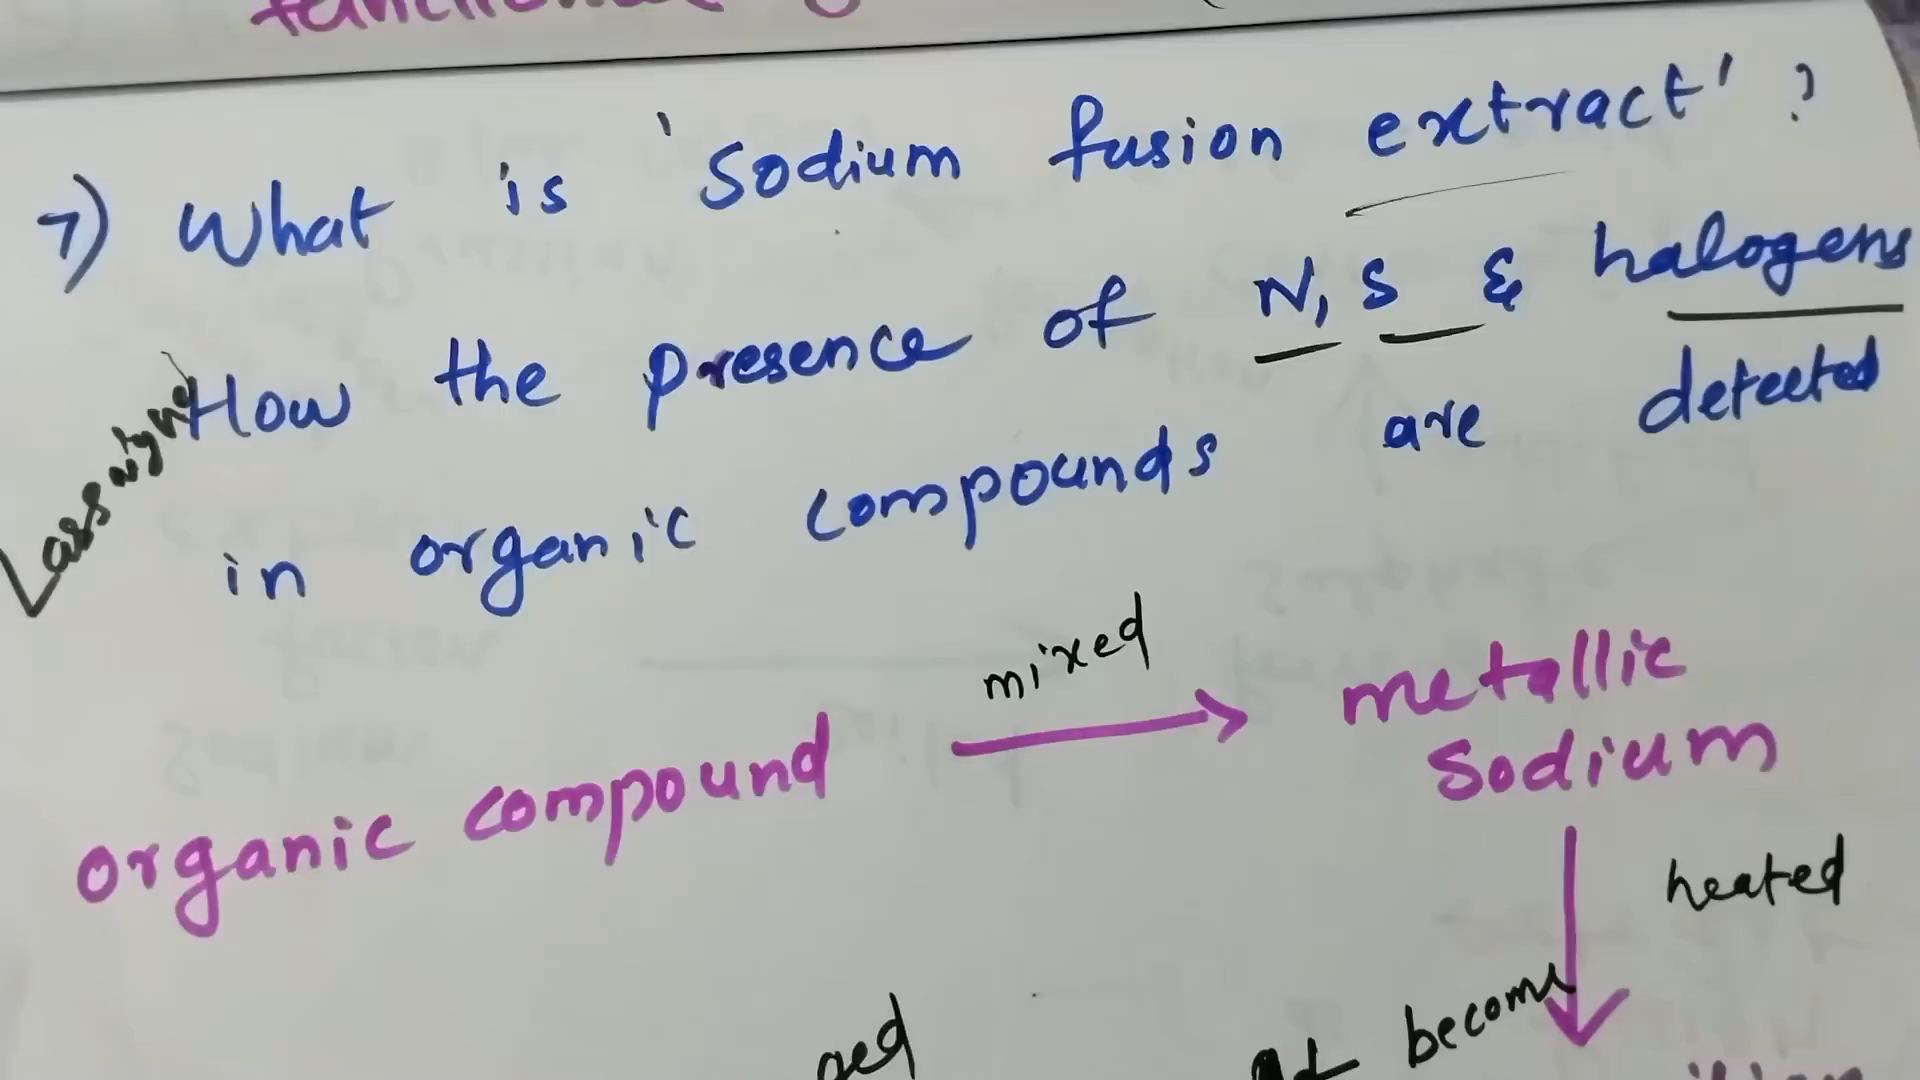 7) What is 'Sodium fusion extract' ?
How the presence of N, S & halogens
in organic compounds are detected
Lassaigne
mixed
organic compound → metallic
sodium
heated
become